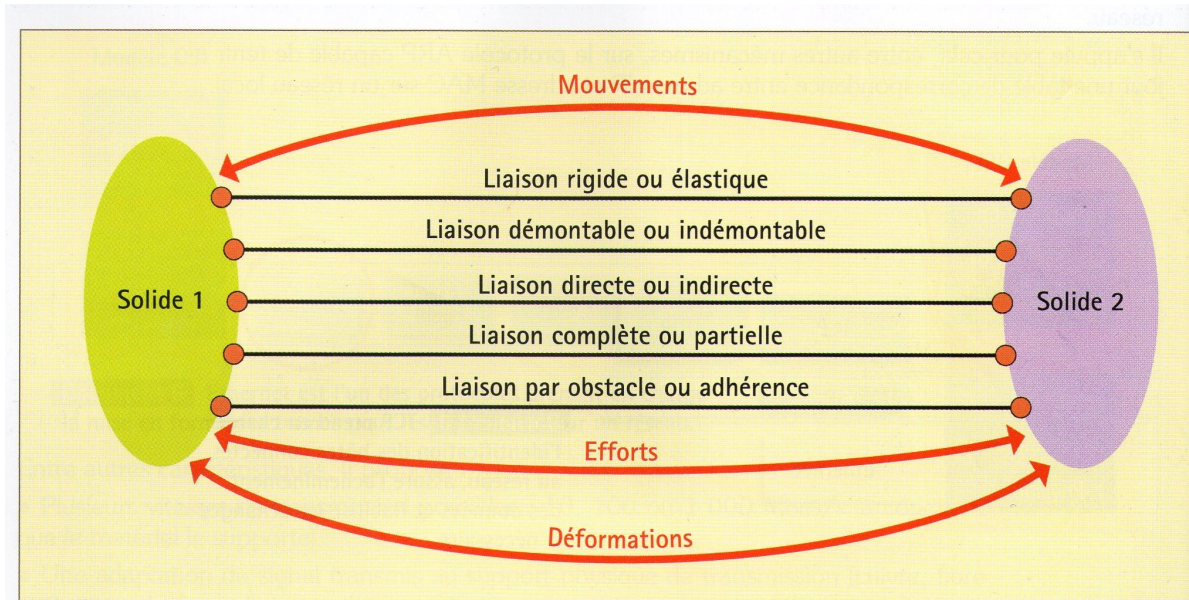 Mouvements
Liaison rigide ou élastique
Liaison démontable ou indémontable
Solide 1
Liaison directe ou indirecte
Solide 2
Liaison complète ou partielle
Liaison par obstacle ou adhérence
Efforts
Déformations